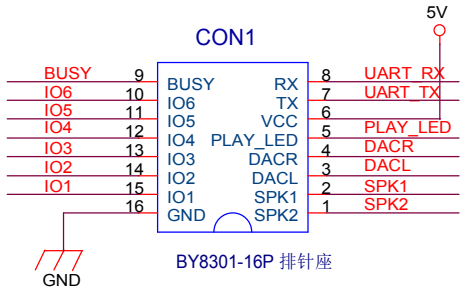 5V
CON1
BUSY 9 BUSY RX 8 UART_RX
IO6 10 IO6 TX 7 UART_TX
IO5 11 IO5 VCC 6
IO4 12 IO4 PLAY_LED 5 PLAY_LED
IO3 13 IO3 DACR 4 DACR
IO2 14 IO2 DACL 3 DACL
IO1 15 IO1 SPK1 2 SPK1
16 GND SPK2 1 SPK2
BY8301-16P 排针座
GND